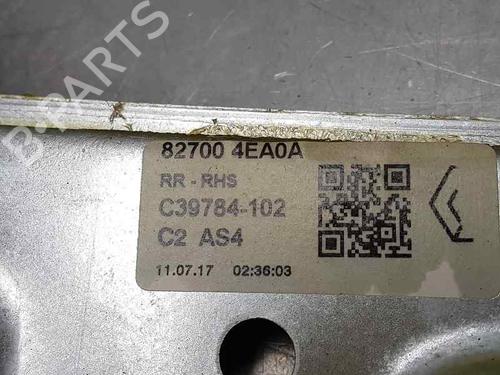 82700 4EA0A
RR - RHS
C39784-102
C2 AS4
11.07.17 02:36:03
B-PARTS